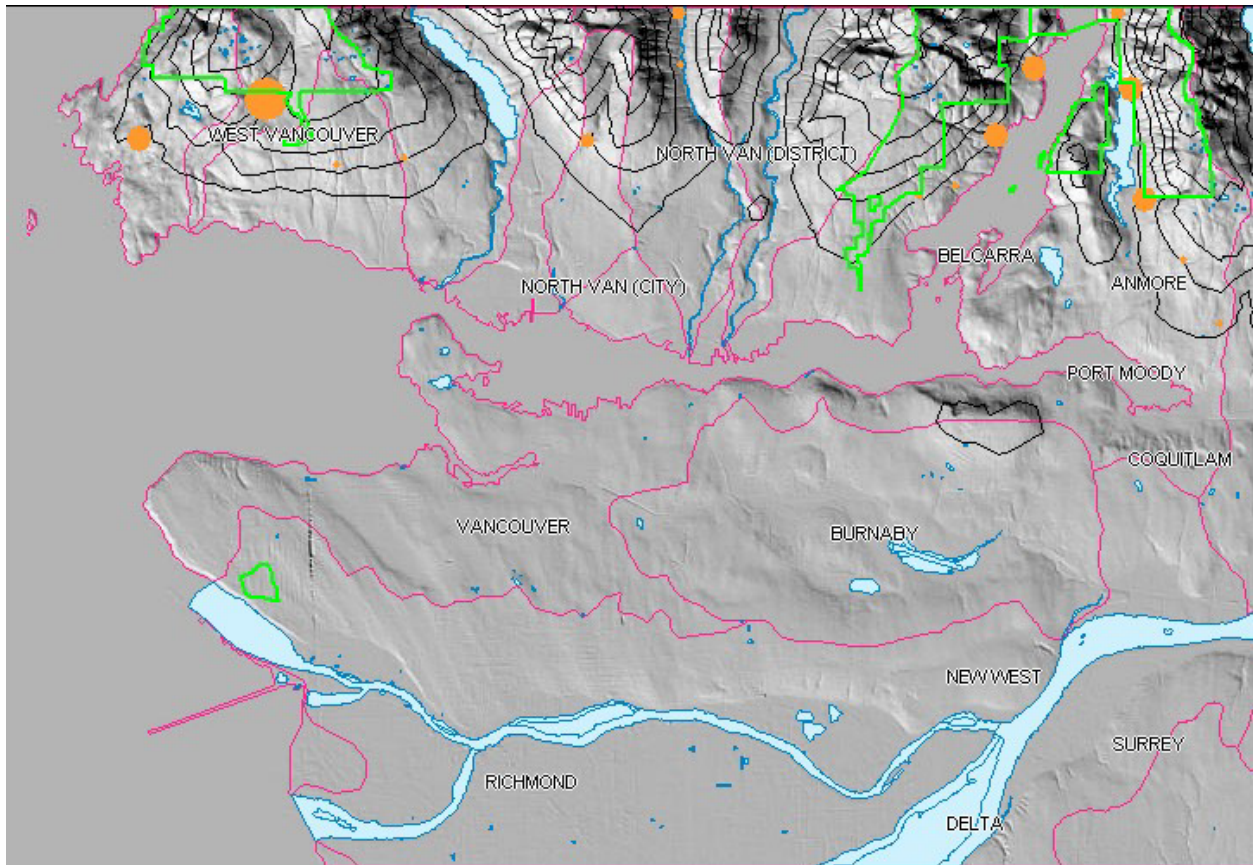 WEST VANCOUVER
NORTH VAN (DISTRICT)
BELCARRA
ANMORE
NORTH VAN (CITY)
PORT MOODY
COQUITLAM
VANCOUVER
BURNABY
NEW WEST
SURREY
RICHMOND
DELTA